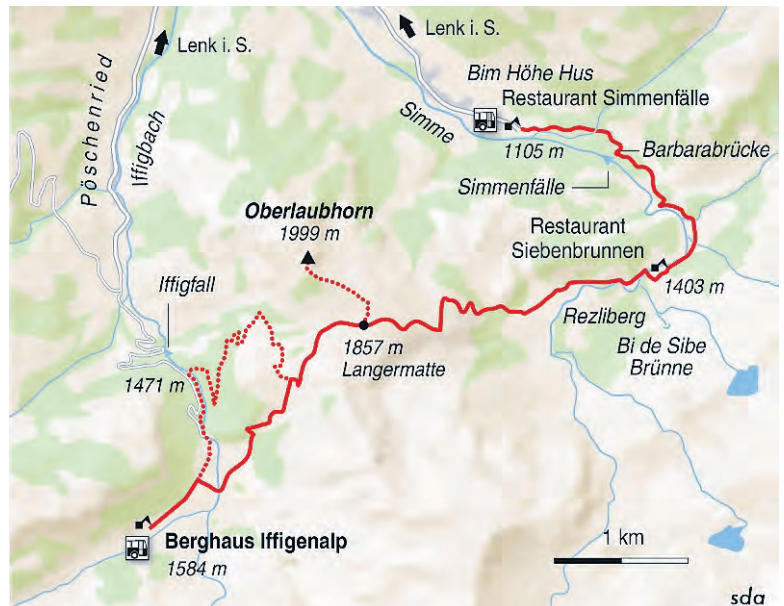 Lenk i. S.
Lenk i. S.
Pöschenried
Iffigbach
Simme
Bim Höhe Hus
Restaurant Simmenfälle
1105 m
Barbarabrücke
Simmenfälle
Oberlaubhorn
1999 m
Restaurant
Siebenbrunnen
1403 m
Iffigfall
1471 m
1857 m
Langermatte
Rezliberg
Bi de Sibe
Brünne
Berghaus Iffigenalp
1584 m
1 km
sda